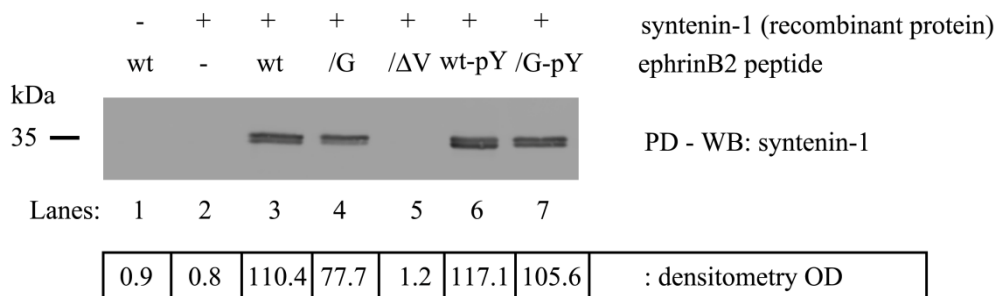 - + + + + + + syntenin-1 (recombinant protein)
wt - wt /G /ΔV wt-pY /G-pY ephrinB2 peptide
kDa
35 PD - WB: syntenin-1
Lanes: 1 2 3 4 5 6 7
0.9 0.8 110.4 77.7 1.2 117.1 105.6 : densitometry OD